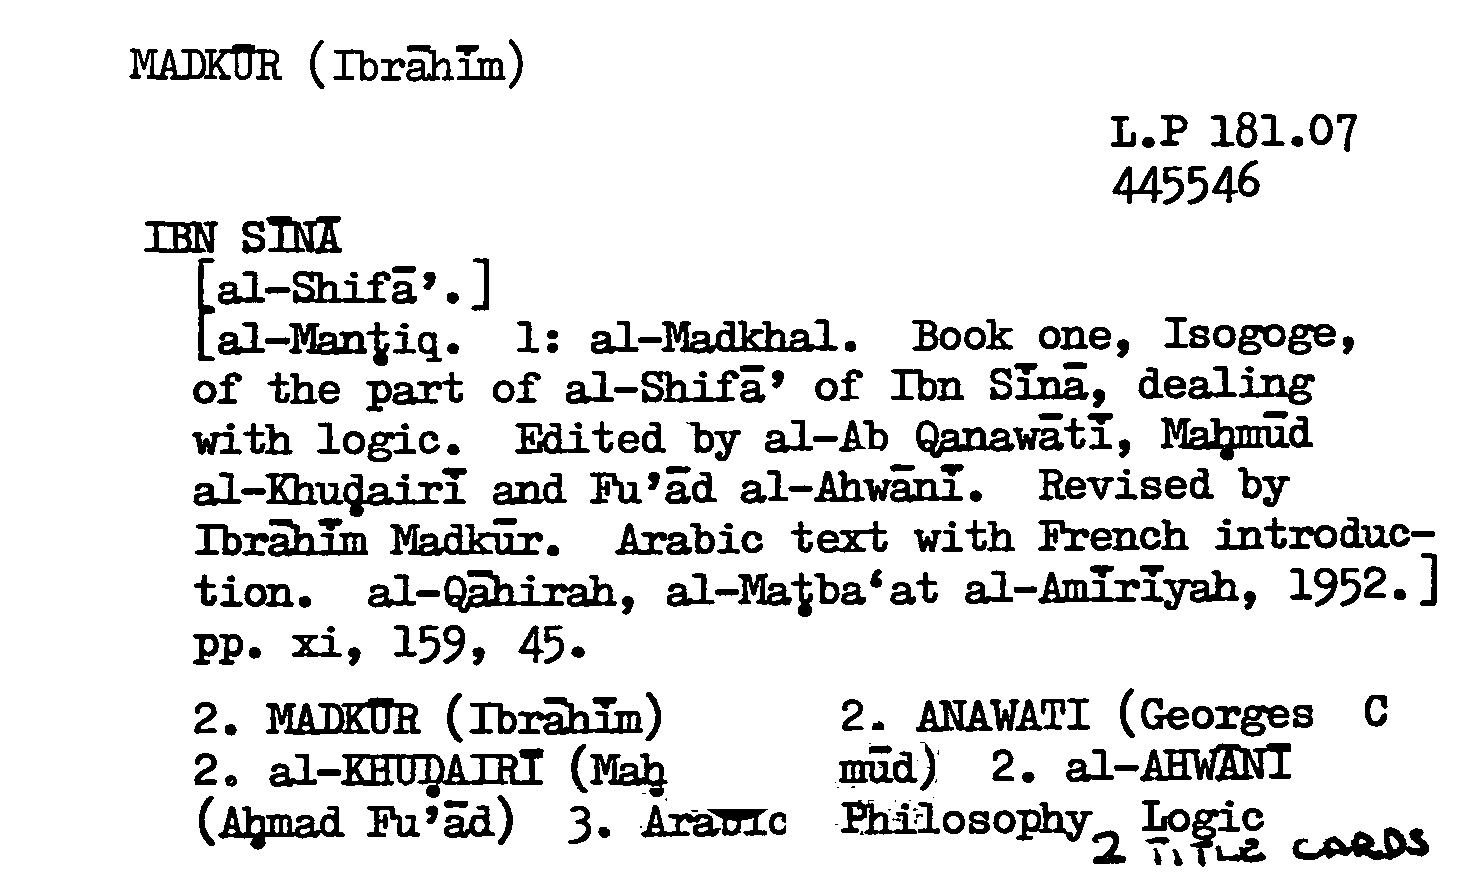 MADKŪR (Ibrāhīm)
L.P 181.07
445546
IBN SĪNĀ
[al-Shifā’.]
[al-Manṭiq. 1: al-Madkhal. Book one, Isogoge,
of the part of al-Shifā’ of Ibn Sīnā, dealing
with logic. Edited by al-Ab Qanawātī, Maḥmūd
al-Khuḍairī and Fu’ād al-Ahwānī. Revised by
Ibrāhīm Madkūr. Arabic text with French introduc-
tion. al-Qāhirah, al-Maṭba‘at al-Amīrīyah, 1952.]
pp. xi, 159, 45.
2. MADKŪR (Ibrāhīm) 2. ANAWATI (Georges C
2. al-KHUḌAIRĪ (Maḥ mūd) 2. al-AHWĀNĪ
(Aḥmad Fu’ād) 3. Arabic Philosophy Logic
2 TITLE CARDS